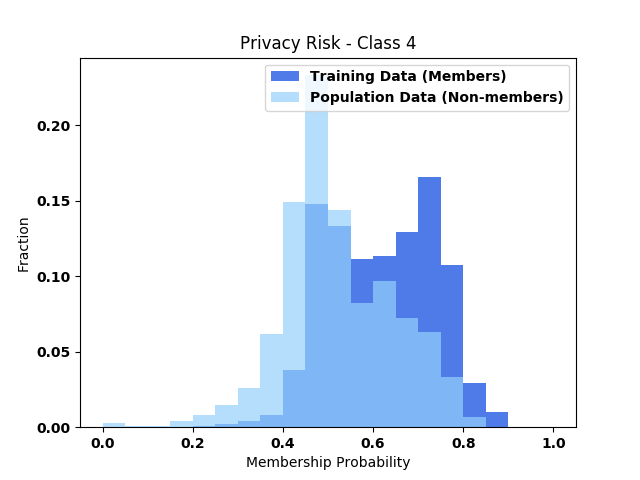 Privacy Risk - Class 4
Training Data (Members)
Population Data (Non-members)
0.20
0.15
0.10
0.05
0.00
Fraction
0.0 0.2 0.4 0.6 0.8 1.0
Membership Probability